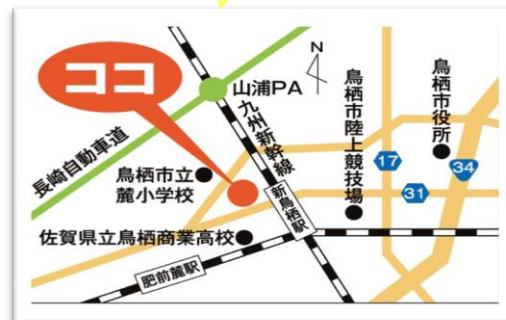 ココ
N
山浦PA
長崎自動車道
九州新幹線
鳥栖市立
麓小学校
新鳥栖駅
鳥栖市陸上競技場
鳥栖市役所
17
34
31
佐賀県立鳥栖商業高校
肥前麓駅